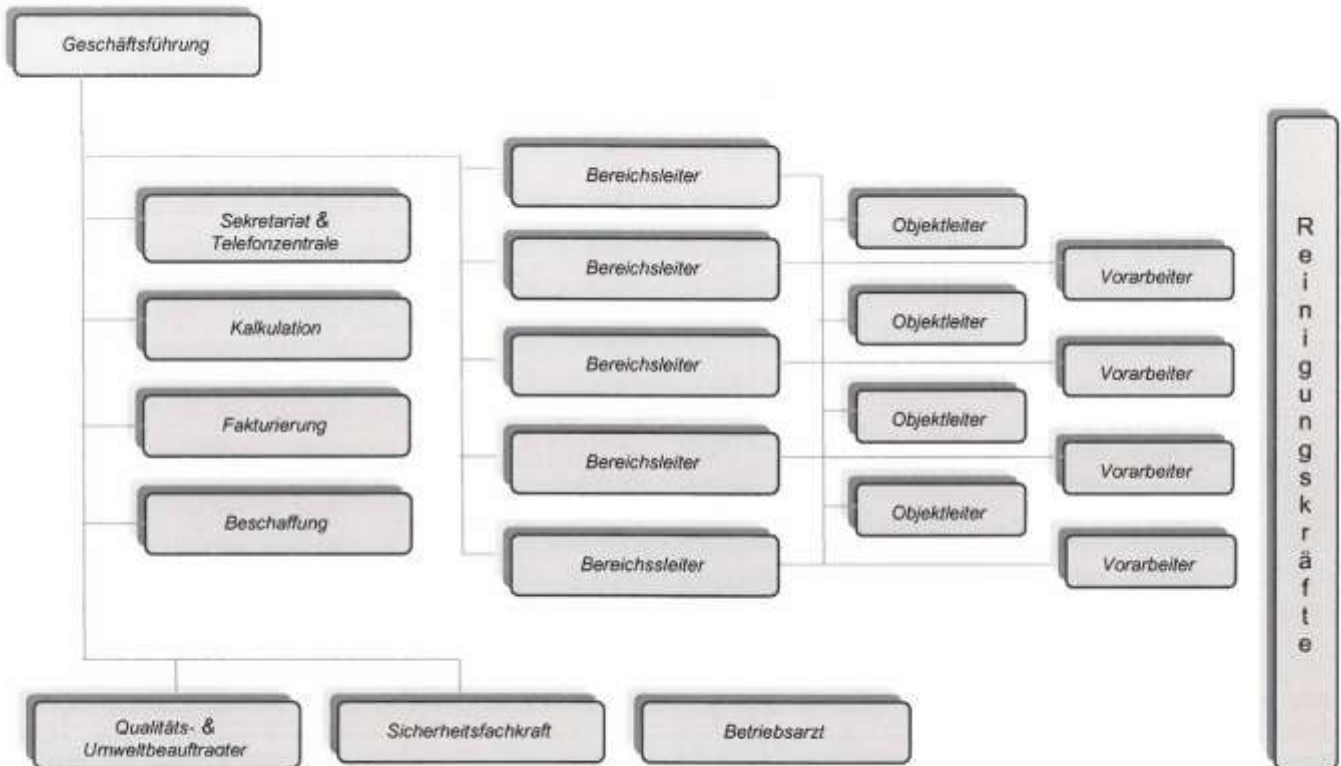 Geschäftsführung
Sekretariat &
Telefonzentrale
Kalkulation
Fakturierung
Beschaffung
Bereichsleiter
Bereichsleiter
Bereichsleiter
Bereichsleiter
Bereichssleiter
Objektleiter
Objektleiter
Objektleiter
Objektleiter
Vorarbeiter
Vorarbeiter
Vorarbeiter
Vorarbeiter
Reinigungskräfte
Qualitäts- &
Umweltbeauftragter
Sicherheitsfachkraft
Betriebsarzt